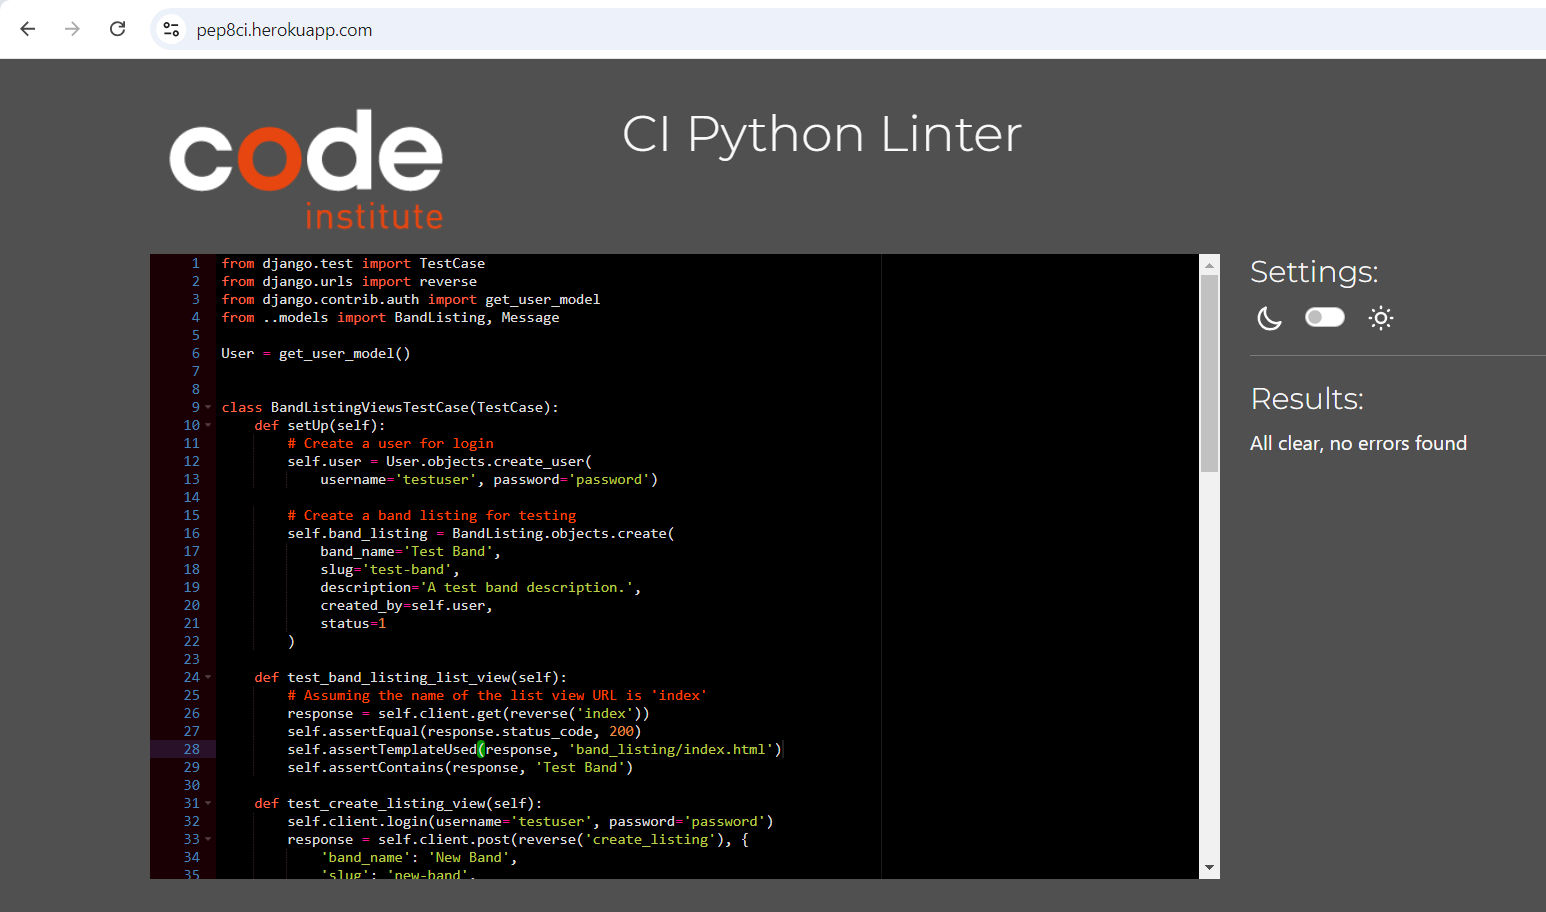 pep8ci.herokuapp.com
code
institute
CI Python Linter
1 from django.test import TestCase
2 from django.urls import reverse
3 from django.contrib.auth import get_user_model
4 from ..models import BandListing, Message
5
6 User = get_user_model()
7
8
9 class BandListingViewsTestCase(TestCase):
10     def setUp(self):
11         # Create a user for login
12         self.user = User.objects.create_user(
13             username='testuser', password='password')
14
15         # Create a band listing for testing
16         self.band_listing = BandListing.objects.create(
17             band_name='Test Band',
18             slug='test-band',
19             description='A test band description.',
20             created_by=self.user,
21             status=1
22         )
23
24     def test_band_listing_list_view(self):
25         # Assuming the name of the list view URL is 'index'
26         response = self.client.get(reverse('index'))
27         self.assertEqual(response.status_code, 200)
28         self.assertTemplateUsed(response, 'band_listing/index.html')
29         self.assertContains(response, 'Test Band')
30
31     def test_create_listing_view(self):
32         self.client.login(username='testuser', password='password')
33         response = self.client.post(reverse('create_listing'), {
34             'band_name': 'New Band',
35             'slug': 'new-band',
Settings:
Results:
All clear, no errors found